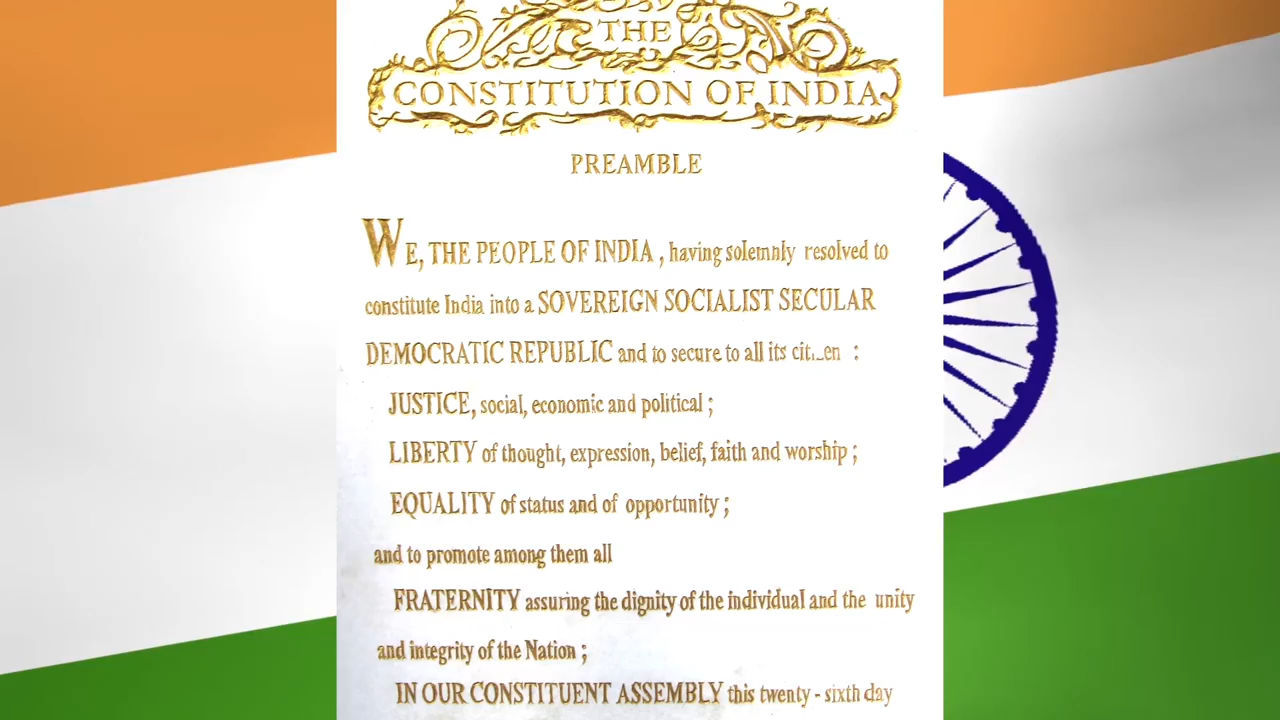 THE
CONSTITUTION OF INDIA
PREAMBLE
WE, THE PEOPLE OF INDIA , having solemnly resolved to
constitute India into a SOVEREIGN SOCIALIST SECULAR
DEMOCRATIC REPUBLIC and to secure to all its
:
JUSTICE, social, economic and political ;
LIBERTY of thought, expression, belief, faith and worship ;
EQUALITY of status and of opportunity ;
and to promote among them all
FRATERNITY assuring the dignity of the individual and the unity
and integrity of the Nation ;
IN OUR CONSTITUENT ASSEMBLY this twenty - sixth day